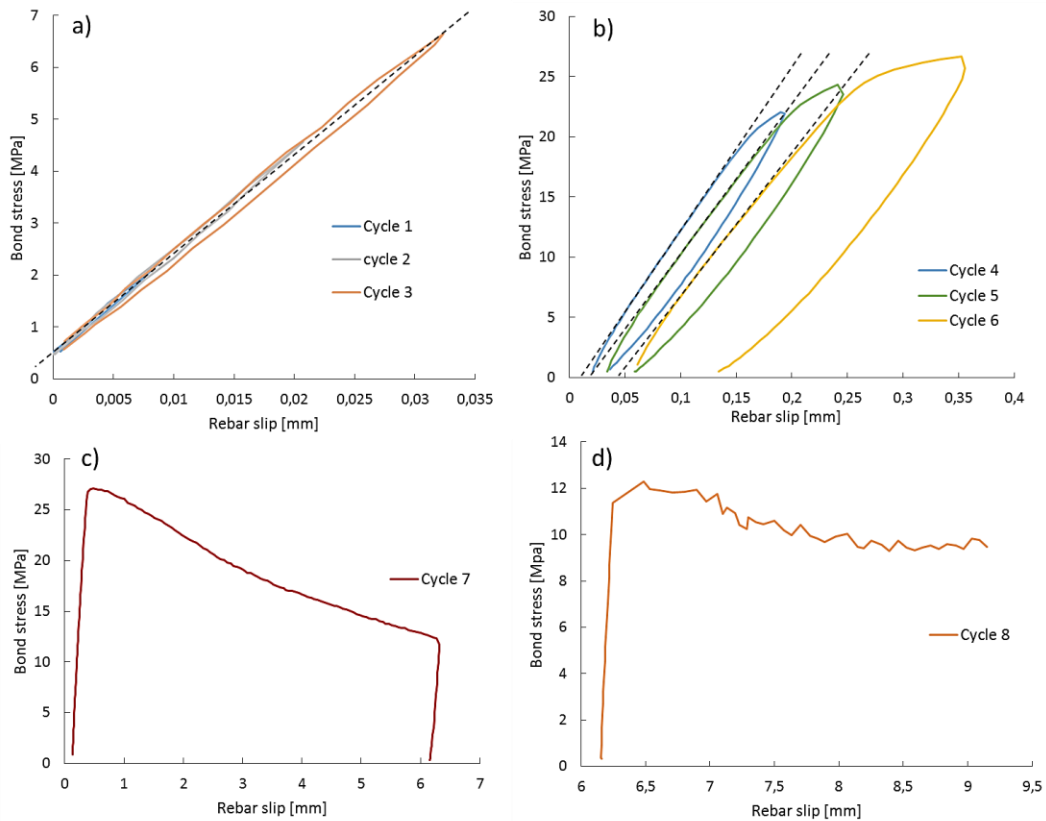 a)
Bond stress [MPa]
7
6
5
4
3
2
1
0
Cycle 1
cycle 2
Cycle 3
0 0,005 0,01 0,015 0,02 0,025 0,03 0,035
Rebar slip [mm]
b)
Bond stress [MPa]
30
25
20
15
10
5
0
Cycle 4
Cycle 5
Cycle 6
0 0,05 0,1 0,15 0,2 0,25 0,3 0,35 0,4
Rebar slip [mm]
c)
Bond stress [MPa]
30
25
20
15
10
5
0
Cycle 7
0 1 2 3 4 5 6 7
Rebar slip [mm]
d)
Bond stress [Mpa]
14
12
10
8
6
4
2
0
Cycle 8
6 6,5 7 7,5 8 8,5 9 9,5
Rebar slip [mm]